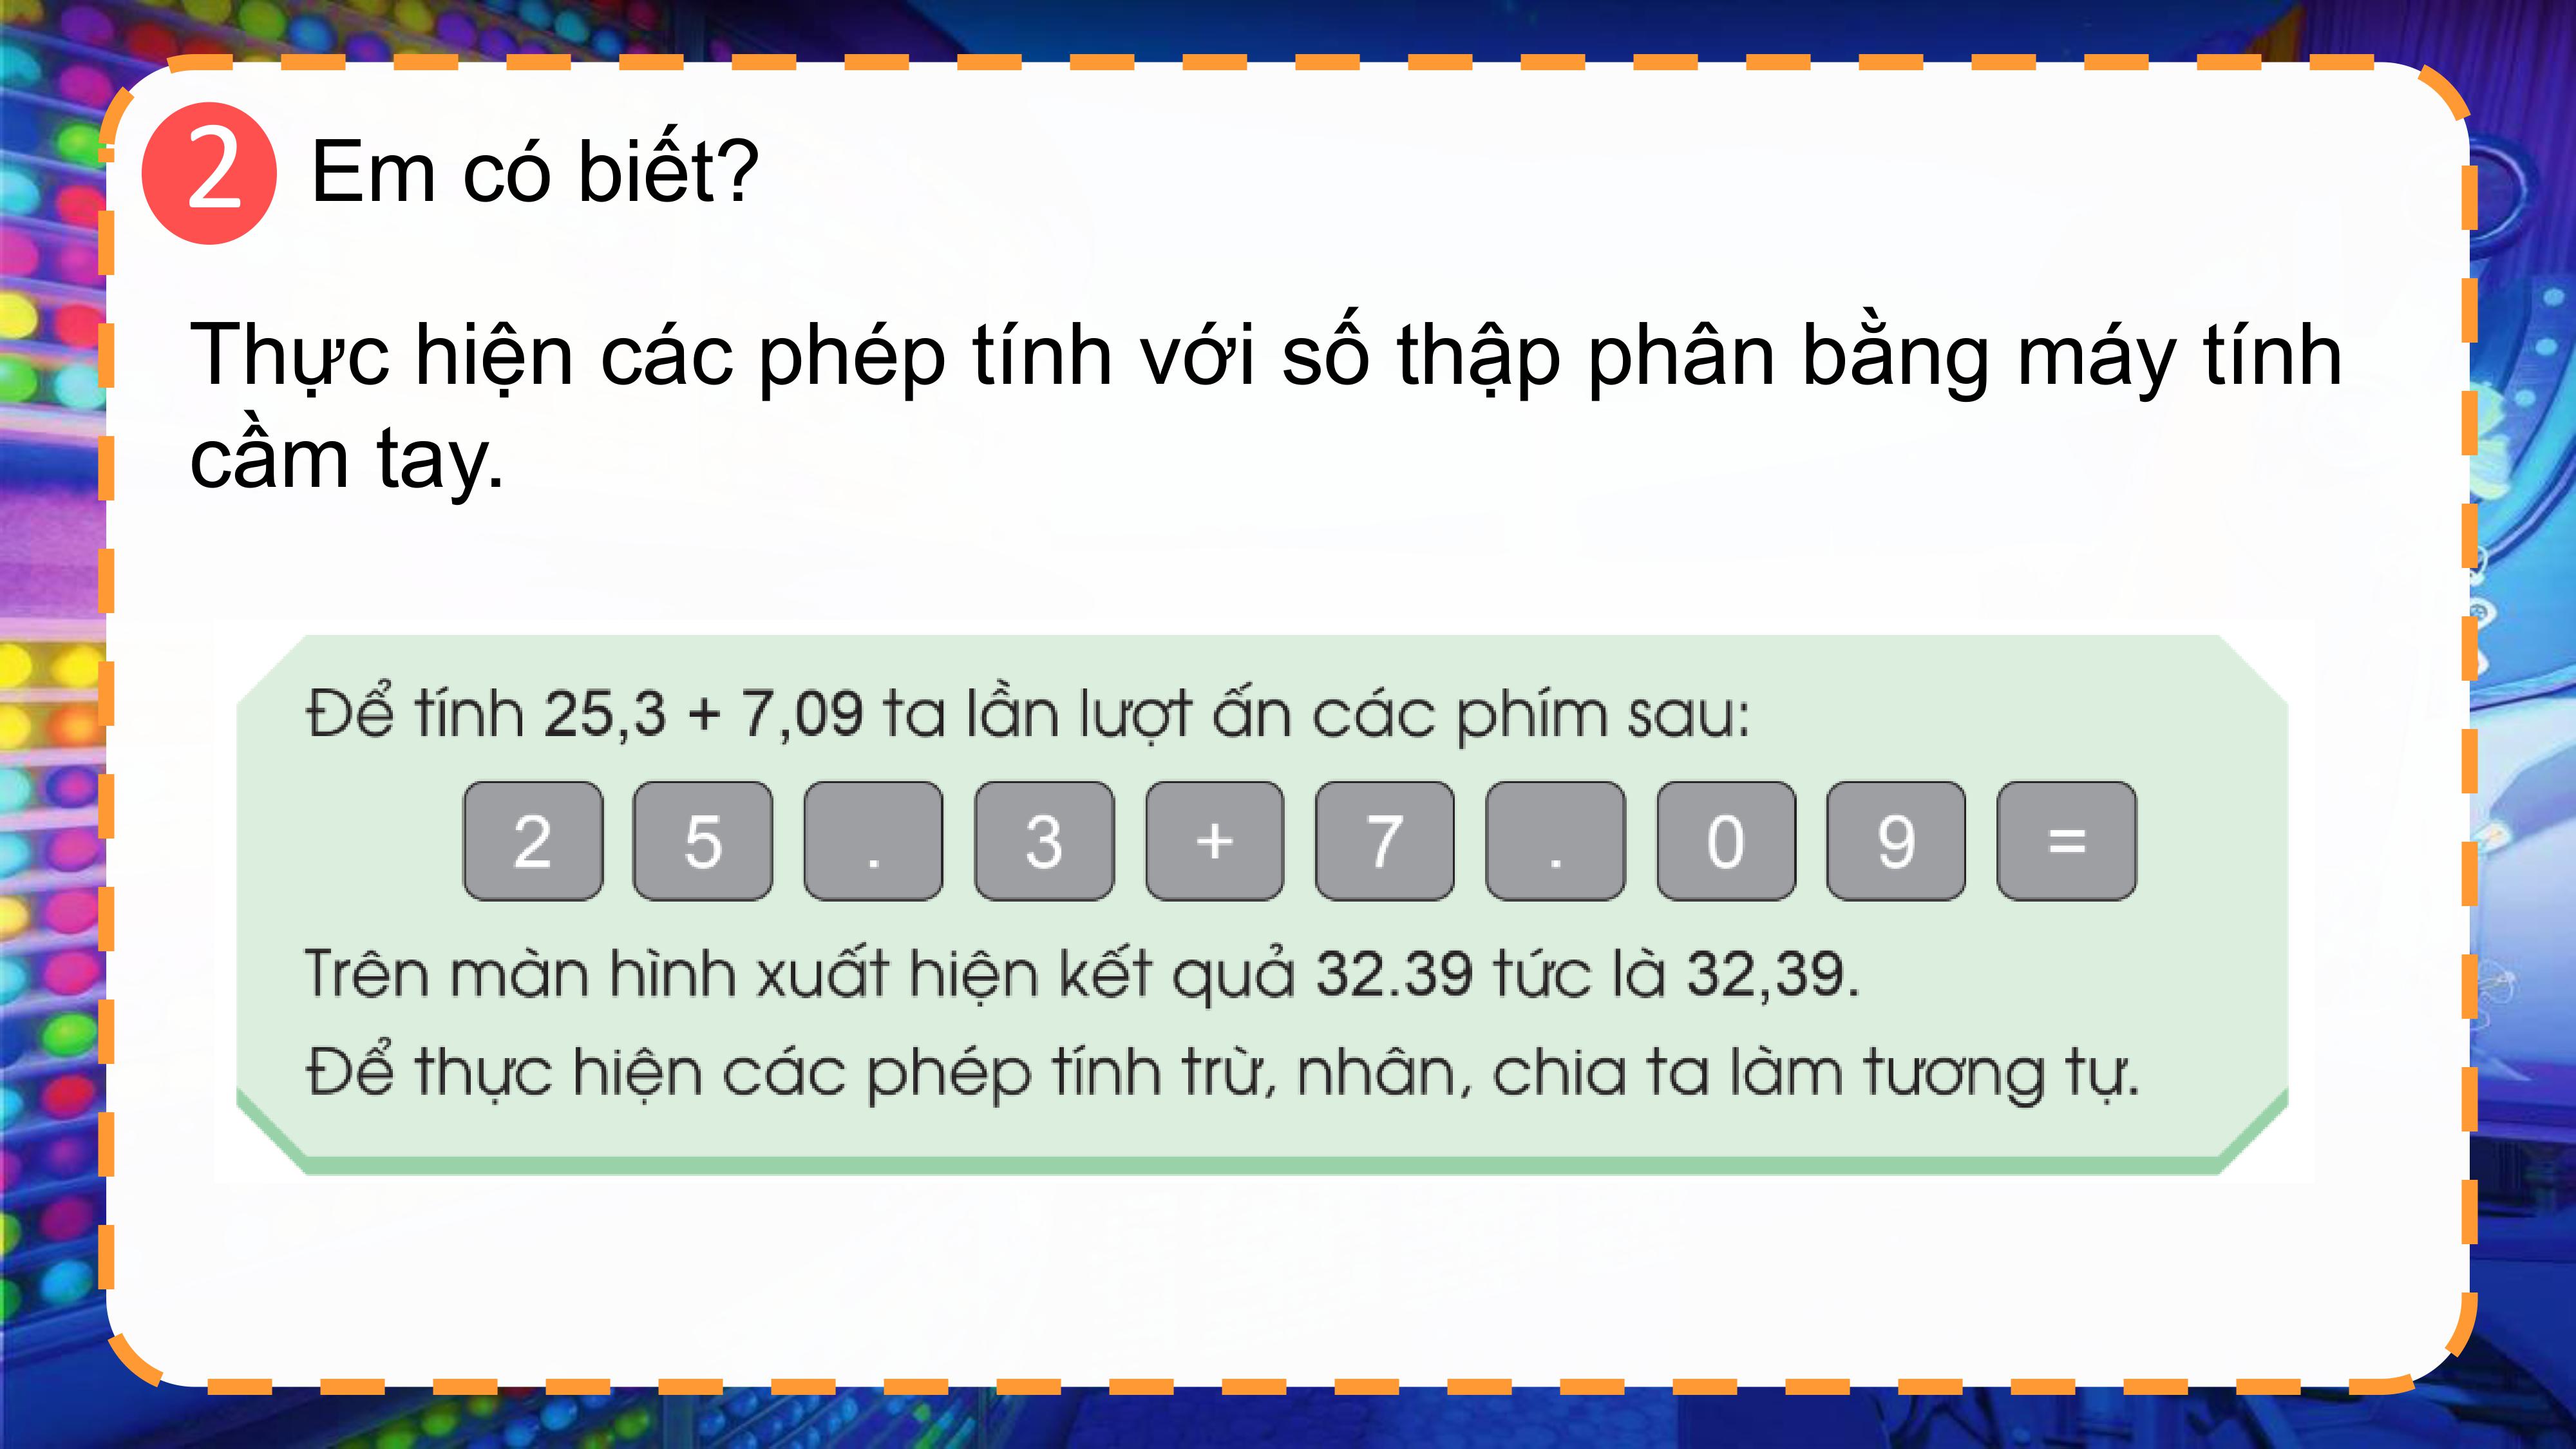 2 Em có biết?
Thực hiện các phép tính với số thập phân bằng máy tính
cầm tay.
Để tính 25,3 + 7,09 ta lần lượt ấn các phím sau:
2 5 . 3 + 7 . 0 9 =
Trên màn hình xuất hiện kết quả 32.39 tức là 32,39.
Để thực hiện các phép tính trừ, nhân, chia ta làm tương tự.